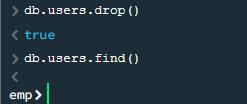 > db.users.drop()
< true
> db.users.find()
<
emp>